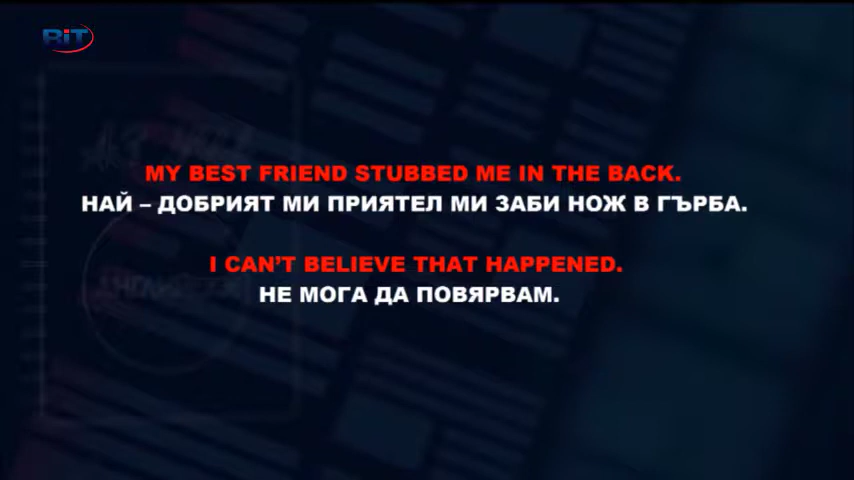 RiT
MY BEST FRIEND STUBBED ME IN THE BACK.
НАЙ – ДОБРИЯТ МИ ПРИЯТЕЛ МИ ЗАБИ НОЖ В ГЪРБА.
I CAN'T BELIEVE THAT HAPPENED.
НЕ МОГА ДА ПОВЯРВАМ.